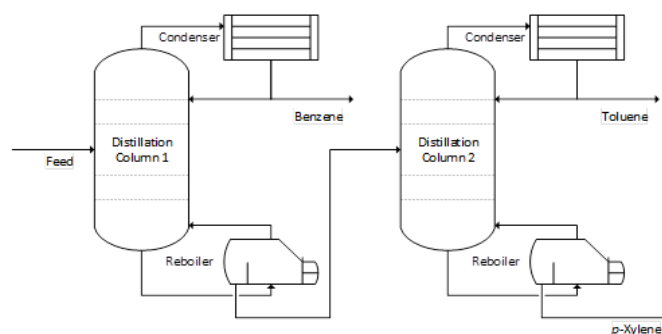 Condenser
Condenser
Benzene
Toluene
Distillation
Column 1
Distillation
Column 2
Feed
Reboiler
Reboiler
p-Xylene